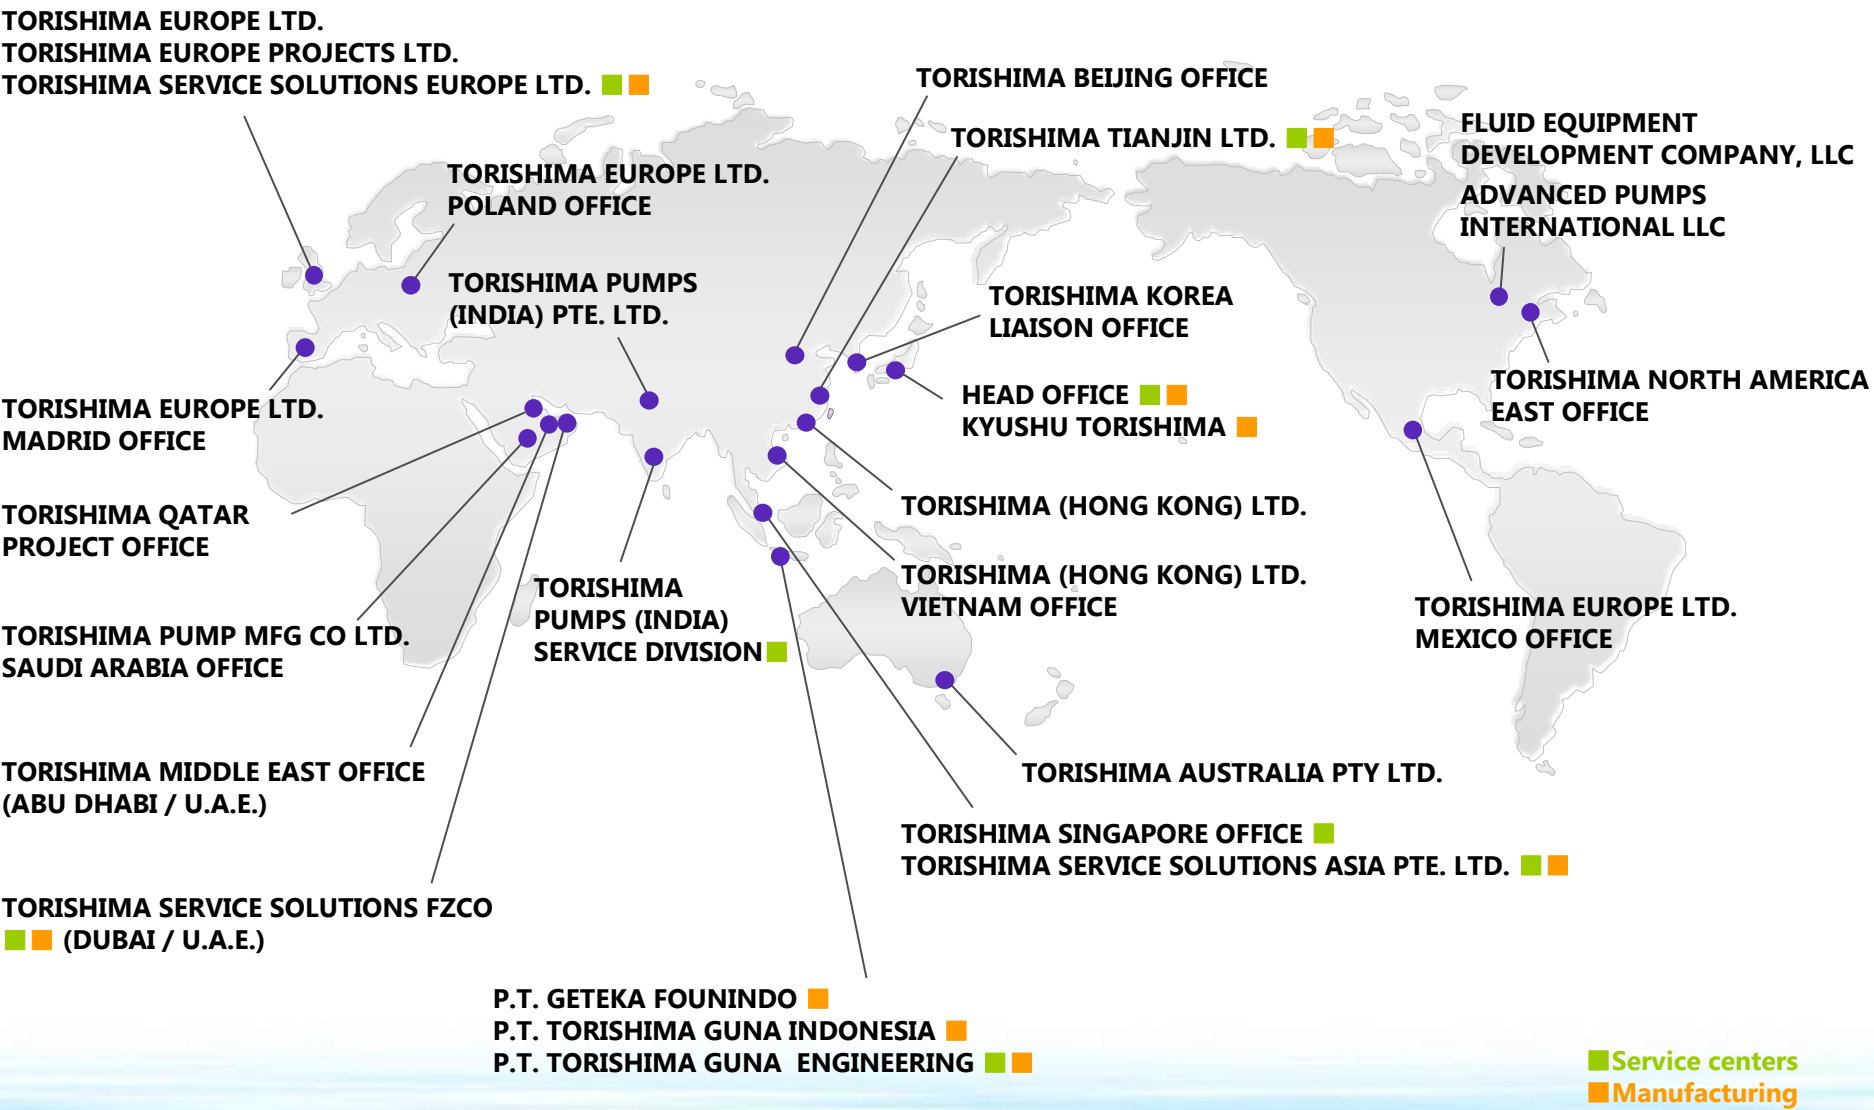 TORISHIMA EUROPE LTD.
TORISHIMA EUROPE PROJECTS LTD.
TORISHIMA SERVICE SOLUTIONS EUROPE LTD.
TORISHIMA BEIJING OFFICE
TORISHIMA TIANJIN LTD.
FLUID EQUIPMENT
DEVELOPMENT COMPANY, LLC
ADVANCED PUMPS
INTERNATIONAL LLC
TORISHIMA EUROPE LTD.
POLAND OFFICE
TORISHIMA PUMPS
(INDIA) PTE. LTD.
TORISHIMA KOREA
LIAISON OFFICE
TORISHIMA NORTH AMERICA
EAST OFFICE
HEAD OFFICE
KYUSHU TORISHIMA
TORISHIMA EUROPE LTD.
MADRID OFFICE
TORISHIMA (HONG KONG) LTD.
TORISHIMA QATAR
PROJECT OFFICE
TORISHIMA (HONG KONG) LTD.
VIETNAM OFFICE
TORISHIMA
PUMPS (INDIA)
SERVICE DIVISION
TORISHIMA EUROPE LTD.
MEXICO OFFICE
TORISHIMA PUMP MFG CO LTD.
SAUDI ARABIA OFFICE
TORISHIMA MIDDLE EAST OFFICE
(ABU DHABI / U.A.E.)
TORISHIMA AUSTRALIA PTY LTD.
TORISHIMA SINGAPORE OFFICE
TORISHIMA SERVICE SOLUTIONS ASIA PTE. LTD.
TORISHIMA SERVICE SOLUTIONS FZCO
(DUBAI / U.A.E.)
P.T. GETEKA FOUNINDO
P.T. TORISHIMA GUNA INDONESIA
P.T. TORISHIMA GUNA ENGINEERING
Service centers
Manufacturing